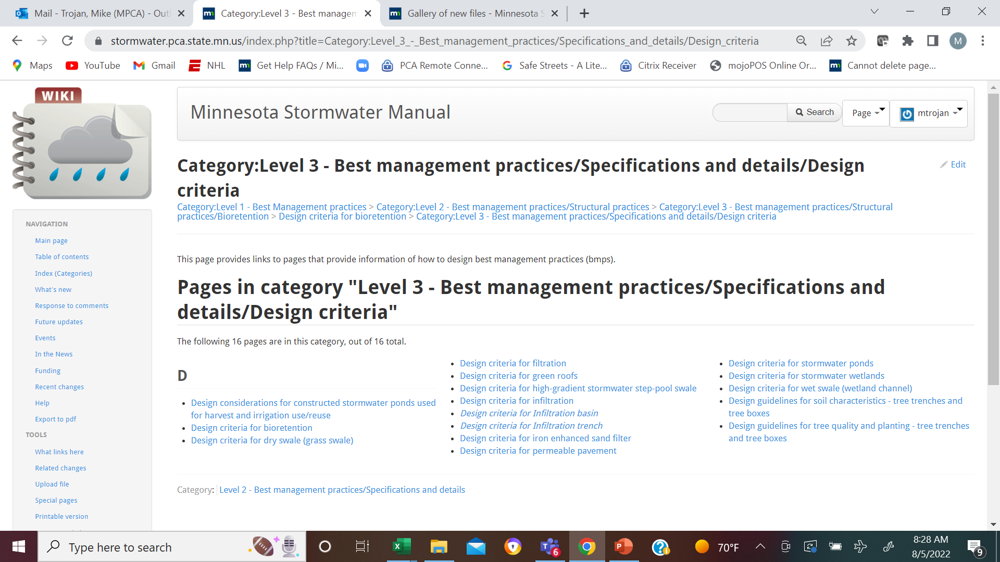 Mail - Trojan, Mike (MPCA) - Outl
Category:Level 3 - Best managem
Gallery of new files - Minnesota S
stormwater.pca.state.mn.us/index.php?title=Category:Level_3_-_Best_management_practices/Specifications_and_details/Design_criteria
M
Maps
YouTube
Gmail
NHL
Get Help FAQs / Mi...
PCA Remote Conne...
Safe Streets - A Lite...
Citrix Receiver
mojoPOS Online Or...
Cannot delete page...
WIKI
Minnesota Stormwater Manual
Search
Page
mtrojan
Category:Level 3 - Best management practices/Specifications and details/Design
criteria
Edit
Category:Level 1 - Best Management practices > Category:Level 2 - Best management practices/Structural practices > Category:Level 3 - Best management practices/Structural
practices/Bioretention > Design criteria for bioretention > Category:Level 3 - Best management practices/Specifications and details/Design criteria
NAVIGATION
Main page
Table of contents
Index (Categories)
What's new
Response to comments
Future updates
Events
In the News
Funding
Recent changes
Help
Export to pdf
TOOLS
What links here
Related changes
Upload file
Special pages
Printable version
This page provides links to pages that provide information of how to design best management practices (bmps).
Pages in category "Level 3 - Best management practices/Specifications and
details/Design criteria"
The following 16 pages are in this category, out of 16 total.
D
Design considerations for constructed stormwater ponds used
for harvest and irrigation use/reuse
Design criteria for bioretention
Design criteria for dry swale (grass swale)
Design criteria for filtration
Design criteria for green roofs
Design criteria for high-gradient stormwater step-pool swale
Design criteria for infiltration
Design criteria for Infiltration basin
Design criteria for Infiltration trench
Design criteria for iron enhanced sand filter
Design criteria for permeable pavement
Design criteria for stormwater ponds
Design criteria for stormwater wetlands
Design criteria for wet swale (wetland channel)
Design guidelines for soil characteristics - tree trenches and
tree boxes
Design guidelines for tree quality and planting - tree trenches
and tree boxes
Category: Level 2 - Best management practices/Specifications and details
Type here to search
6
70°F
8:28 AM
8/5/2022
9